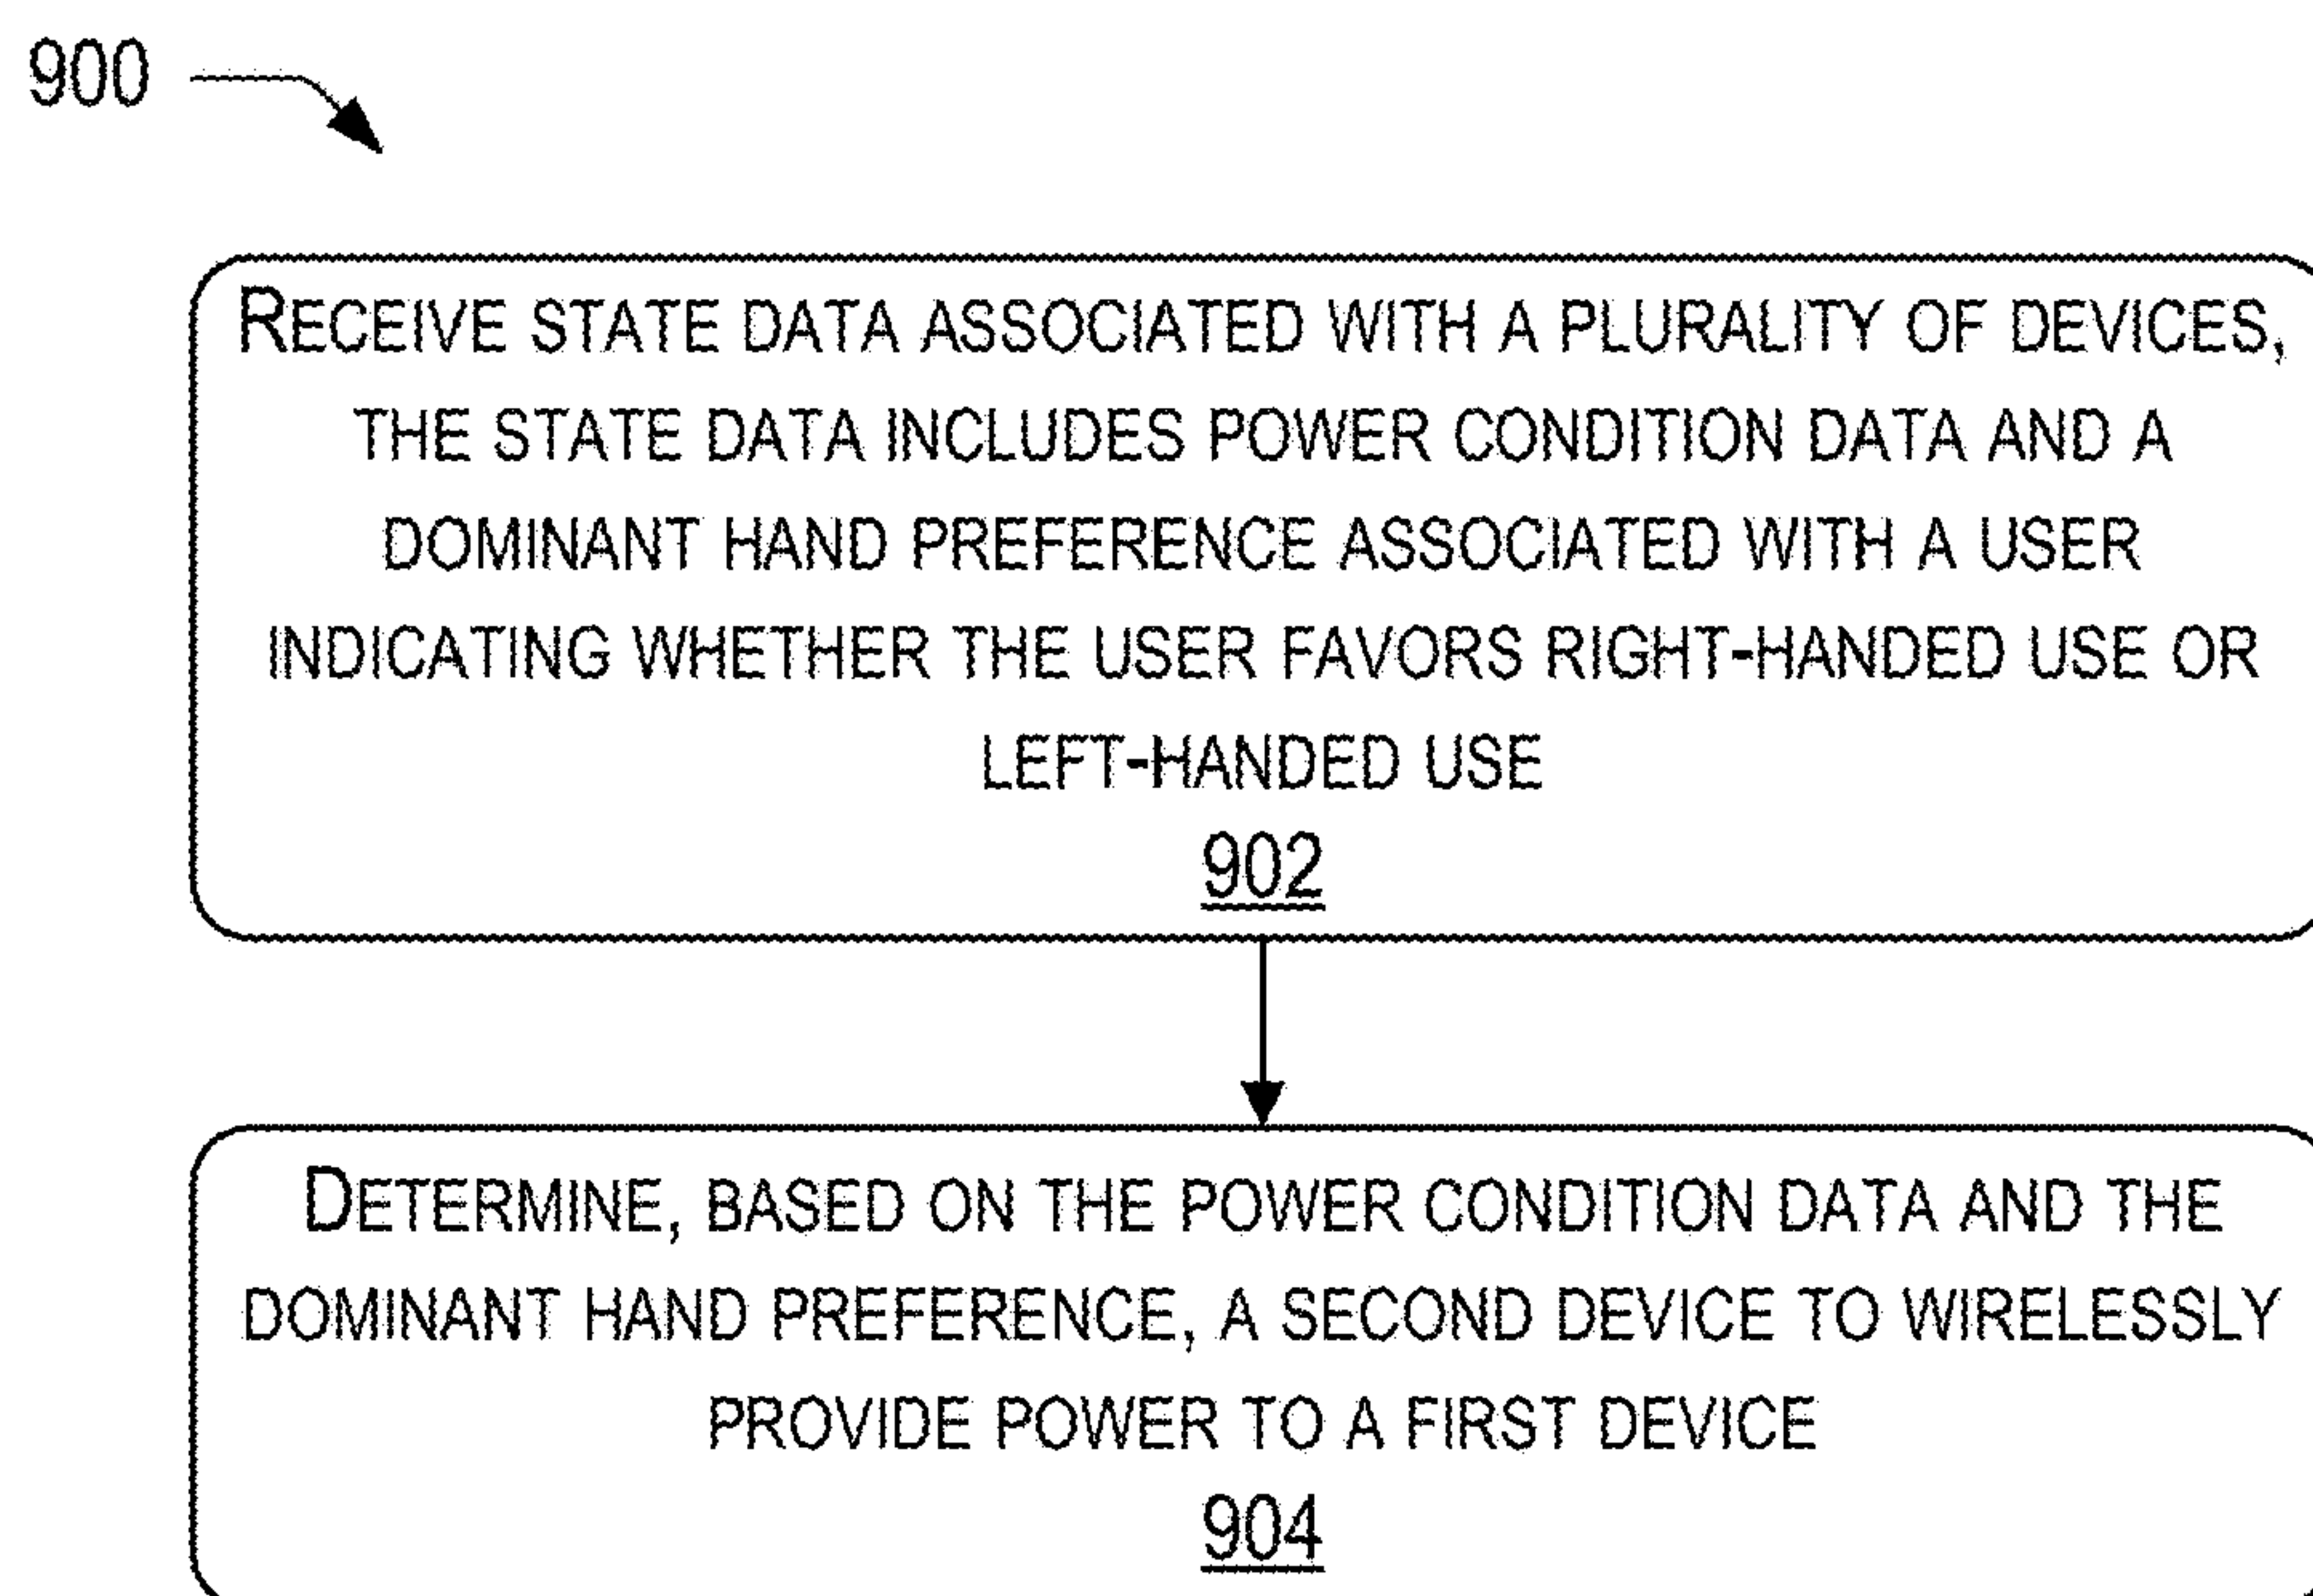 900
RECEIVE STATE DATA ASSOCIATED WITH A PLURALITY OF DEVICES,
THE STATE DATA INCLUDES POWER CONDITION DATA AND A
DOMINANT HAND PREFERENCE ASSOCIATED WITH A USER
INDICATING WHETHER THE USER FAVORS RIGHT-HANDED USE OR
LEFT-HANDED USE
902
DETERMINE, BASED ON THE POWER CONDITION DATA AND THE
DOMINANT HAND PREFERENCE, A SECOND DEVICE TO WIRELESSLY
PROVIDE POWER TO A FIRST DEVICE
904